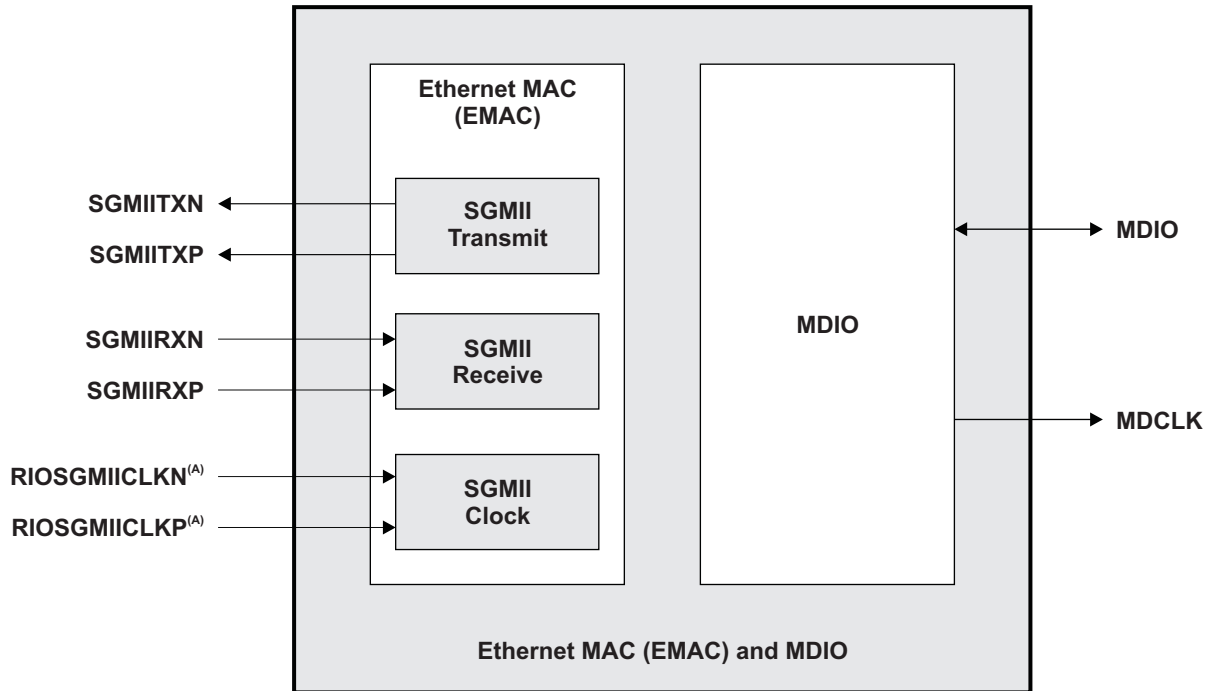 Ethernet MAC
(EMAC)
SGMIITXN
SGMIITXP
SGMII
Transmit
SGMIIRXN
SGMIIRXP
SGMII
Receive
RIOSGMIICLKN(A)
RIOSGMIICLKP(A)
SGMII
Clock
MDIO
MDIO
MDCLK
Ethernet MAC (EMAC) and MDIO